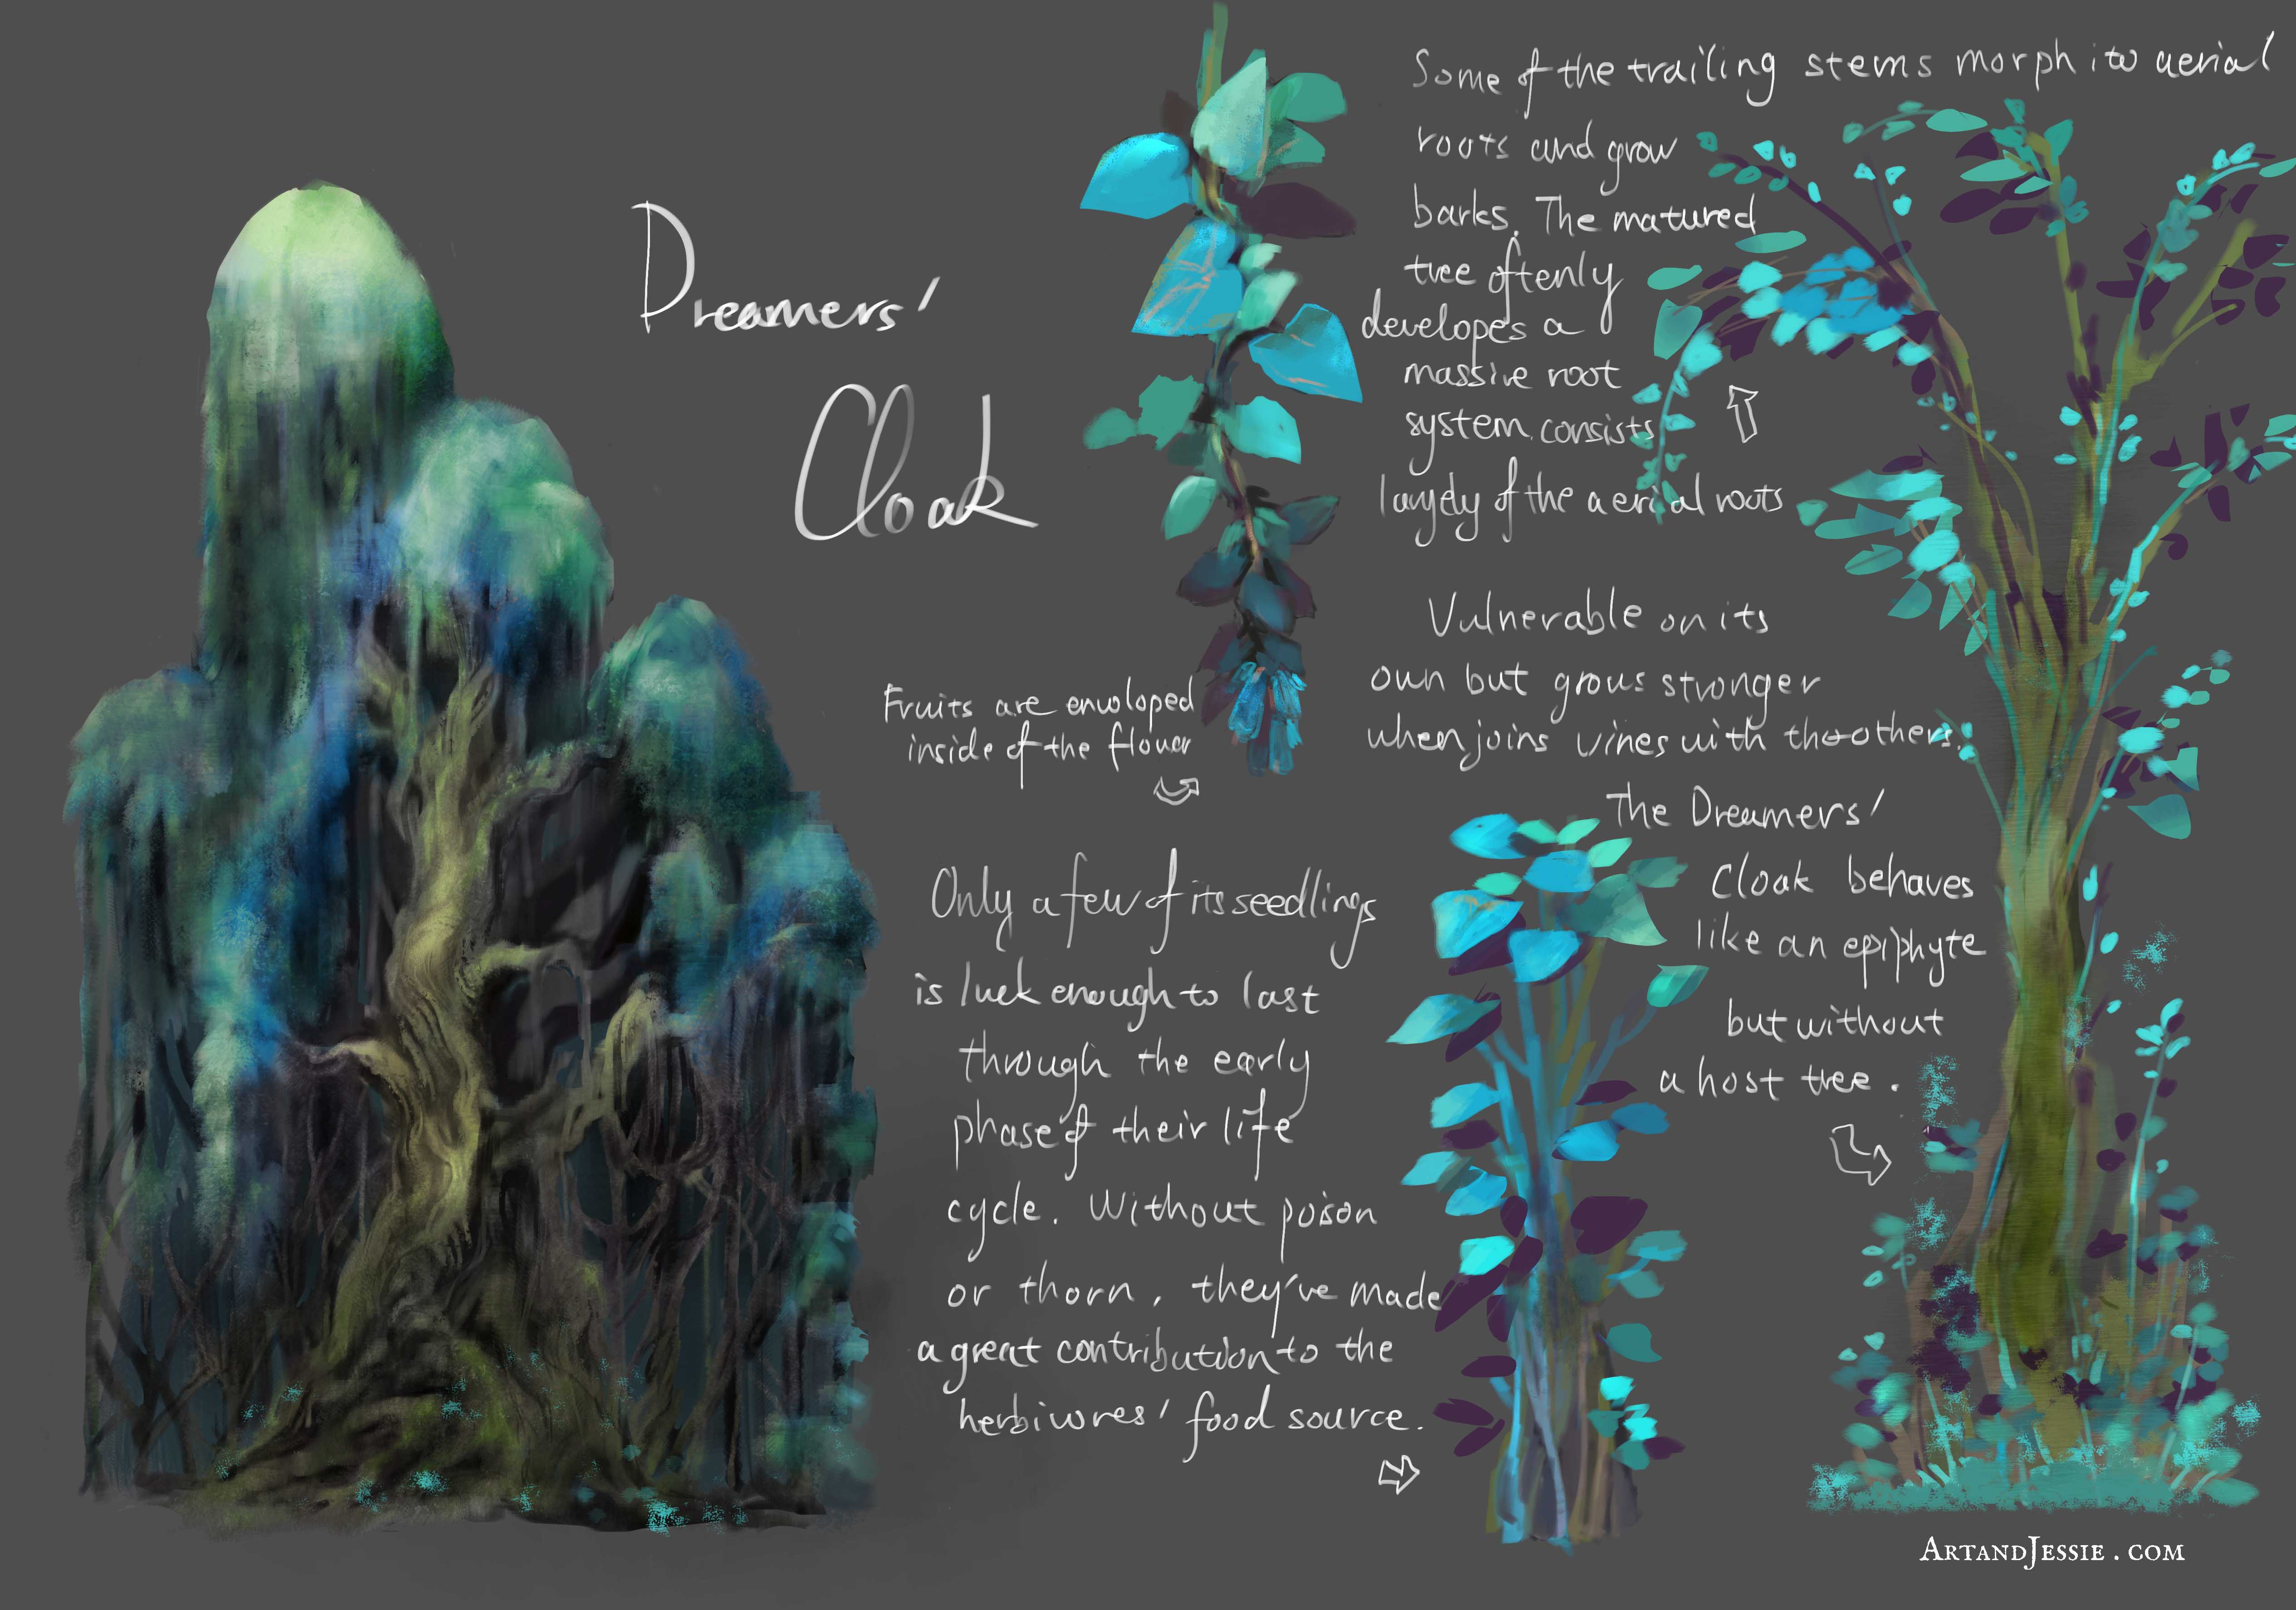 Dreamers'
Cloak
Some of the trailing stems morph ito aerial
roots and grow
barks. The matured
tree oftenly
developes a
massive root
system consists
largely of the aerial roots
Vulnerable on its
own but grows stronger
when joins vines with the others.
Fruits are enveloped
inside of the flower
The Dreamers'
Cloak behaves
like an epiphyte
but without
a host tree.
Only a few of its seedlings
is luck enough to last
through the early
phase of their life
cycle. Without poison
or thorn, they've made
a great contribution to the
herbivores' food source.
ArtandJessie.com